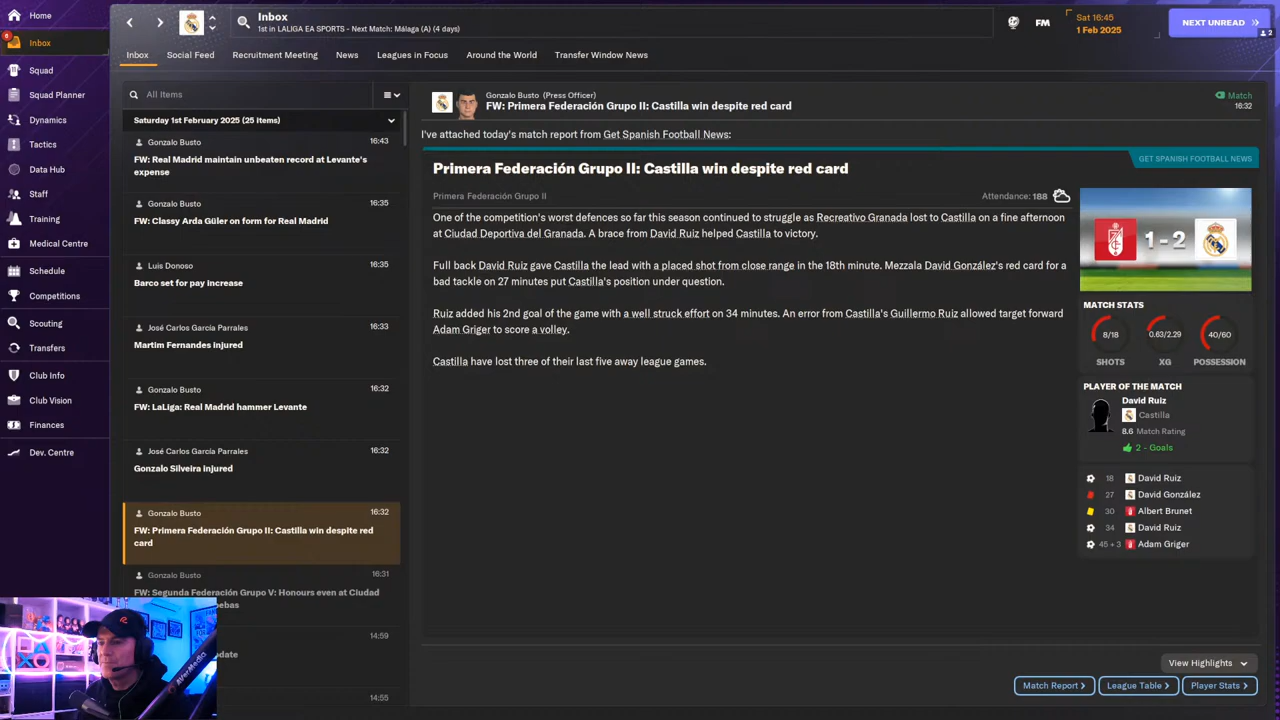 Home
6
Inbox
Squad
Squad Planner
Dynamics
Tactics
Data Hub
Staff
Training
Medical Centre
Schedule
Competitions
Scouting
Transfers
Club Info
Club Vision
Finances
Dev. Centre
Inbox
1st in LALIGA EA SPORTS - Next Match: Málaga (A) (4 days)
FM
Sat 16:45
1 Feb 2025
NEXT UNREAD
2
Inbox
Social Feed
Recruitment Meeting
News
Leagues in Focus
Around the World
Transfer Window News
All Items
Saturday 1st February 2025 (25 items)
Gonzalo Busto 16:43
FW: Real Madrid maintain unbeaten record at Levante's
expense
Gonzalo Busto 16:35
FW: Classy Arda Güler on form for Real Madrid
Luis Donoso 16:35
Barco set for pay increase
José Carlos García Parrales 16:33
Martim Fernandes injured
Gonzalo Busto 16:32
FW: LaLiga: Real Madrid hammer Levante
José Carlos García Parrales 16:32
Gonzalo Silveira injured
Gonzalo Busto 16:32
FW: Primera Federación Grupo II: Castilla win despite red
card
Gonzalo Busto 16:31
FW: Segunda Federación Grupo V: Honours even at Ciudad
14:59
14:55
Gonzalo Busto (Press Officer)
FW: Primera Federación Grupo II: Castilla win despite red card
Match
16:32
I've attached today's match report from Get Spanish Football News:
GET SPANISH FOOTBALL NEWS
Primera Federación Grupo II: Castilla win despite red card
Primera Federación Grupo II
Attendance: 188
One of the competition's worst defences so far this season continued to struggle as Recreativo Granada lost to Castilla on a fine afternoon
at Ciudad Deportiva del Granada. A brace from David Ruiz helped Castilla to victory.
Full back David Ruiz gave Castilla the lead with a placed shot from close range in the 18th minute. Mezzala David González's red card for a
bad tackle on 27 minutes put Castilla's position under question.
Ruiz added his 2nd goal of the game with a well struck effort on 34 minutes. An error from Castilla's Guillermo Ruiz allowed target forward
Adam Griger to score a volley.
Castilla have lost three of their last five away league games.
1 - 2
MATCH STATS
8/18
0.63/2.29
40/60
SHOTS
XG
POSSESSION
PLAYER OF THE MATCH
David Ruiz
Castilla
8.6 Match Rating
2 - Goals
18 David Ruiz
27 David González
30 Albert Brunet
34 David Ruiz
45 + 3 Adam Griger
View Highlights
Match Report
League Table
Player Stats